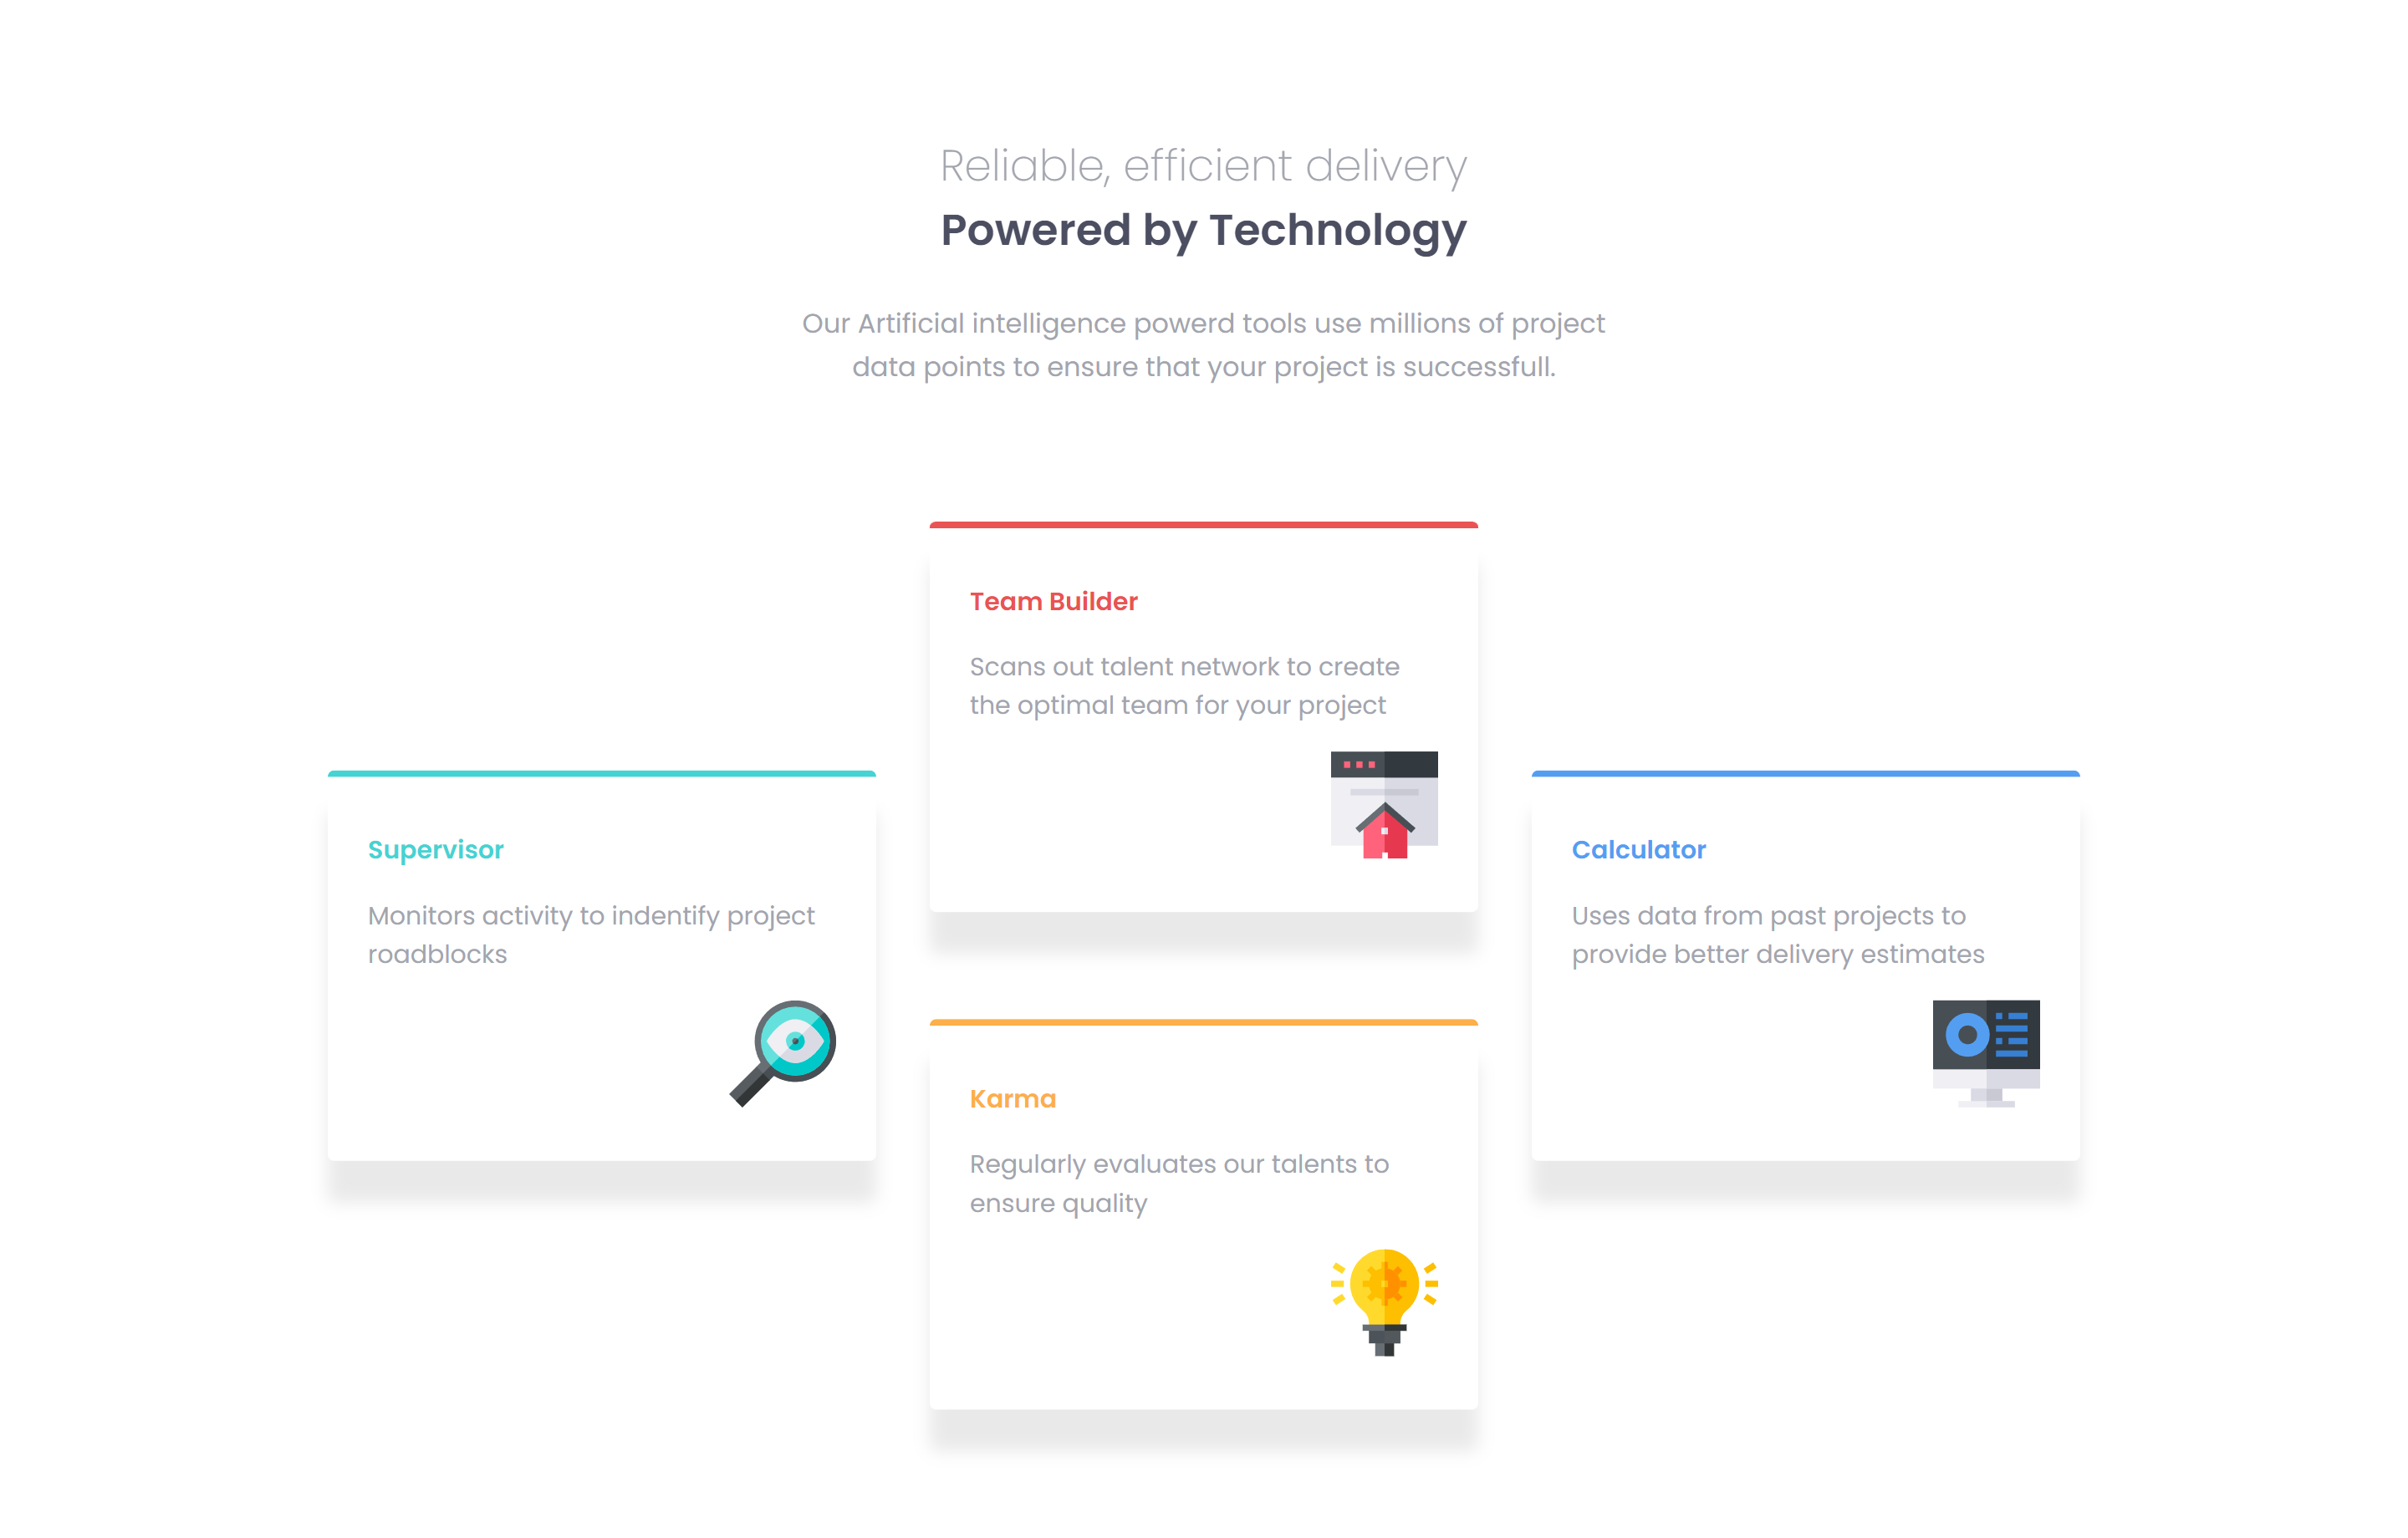 Reliable, efficient delivery
Powered by Technology
Our Artificial intelligence powerd tools use millions of project
data points to ensure that your project is successfull.
Supervisor
Monitors activity to indentify project
roadblocks
Team Builder
Scans out talent network to create
the optimal team for your project
Karma
Regularly evaluates our talents to
ensure quality
Calculator
Uses data from past projects to
provide better delivery estimates